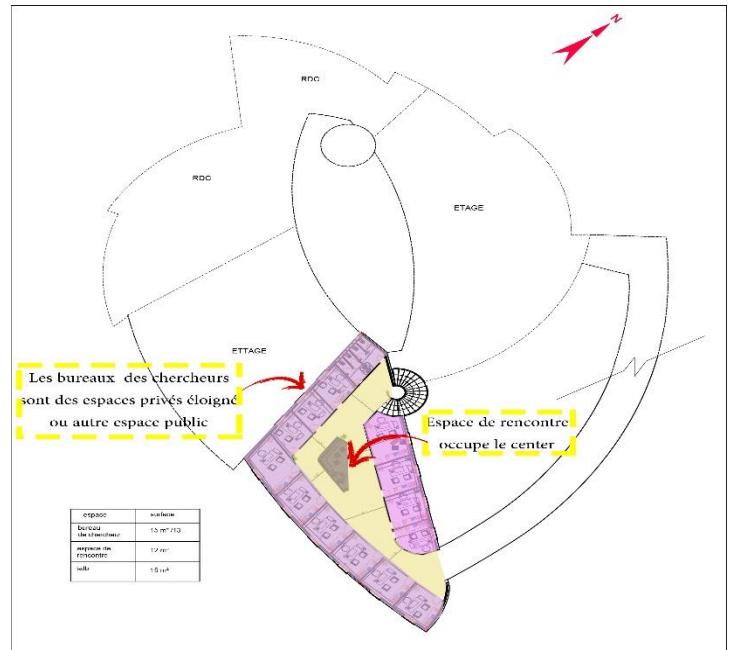 N
RDC
RDC
ETAGE
ETTAGE
Les bureaux des chercheurs
sont des espaces privés éloigné
ou autre espace public
Espace de rencontre
occupe le center
espace surface
bureau
de chercheur 15 m² /13
espace de
rencontre 12 m²